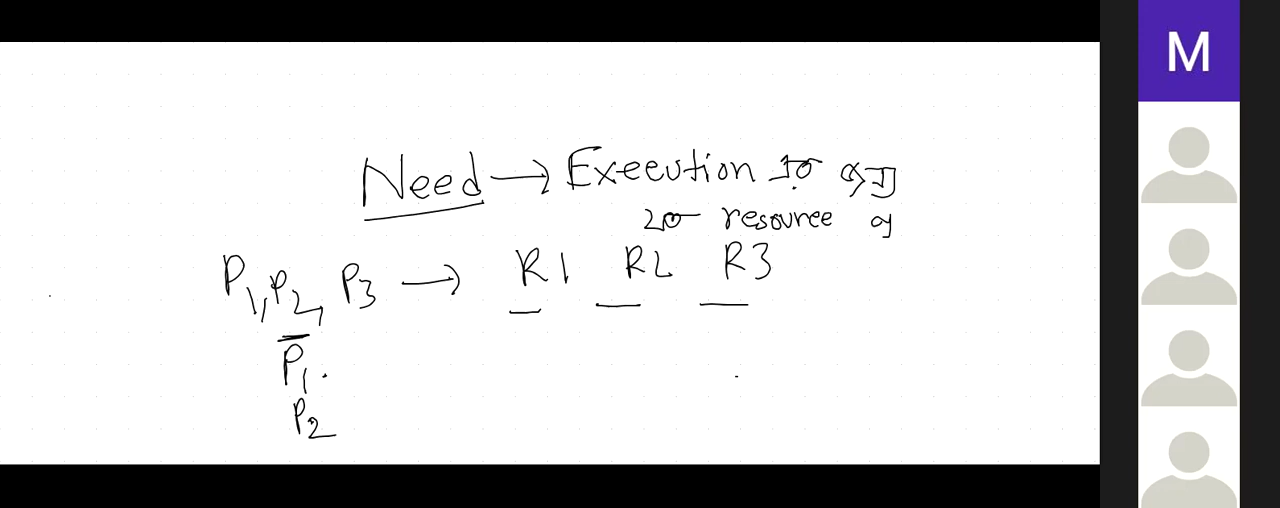 Need → Execution
resource
P1, P2, P3 → R1 R2 R3
P1.
P2
M